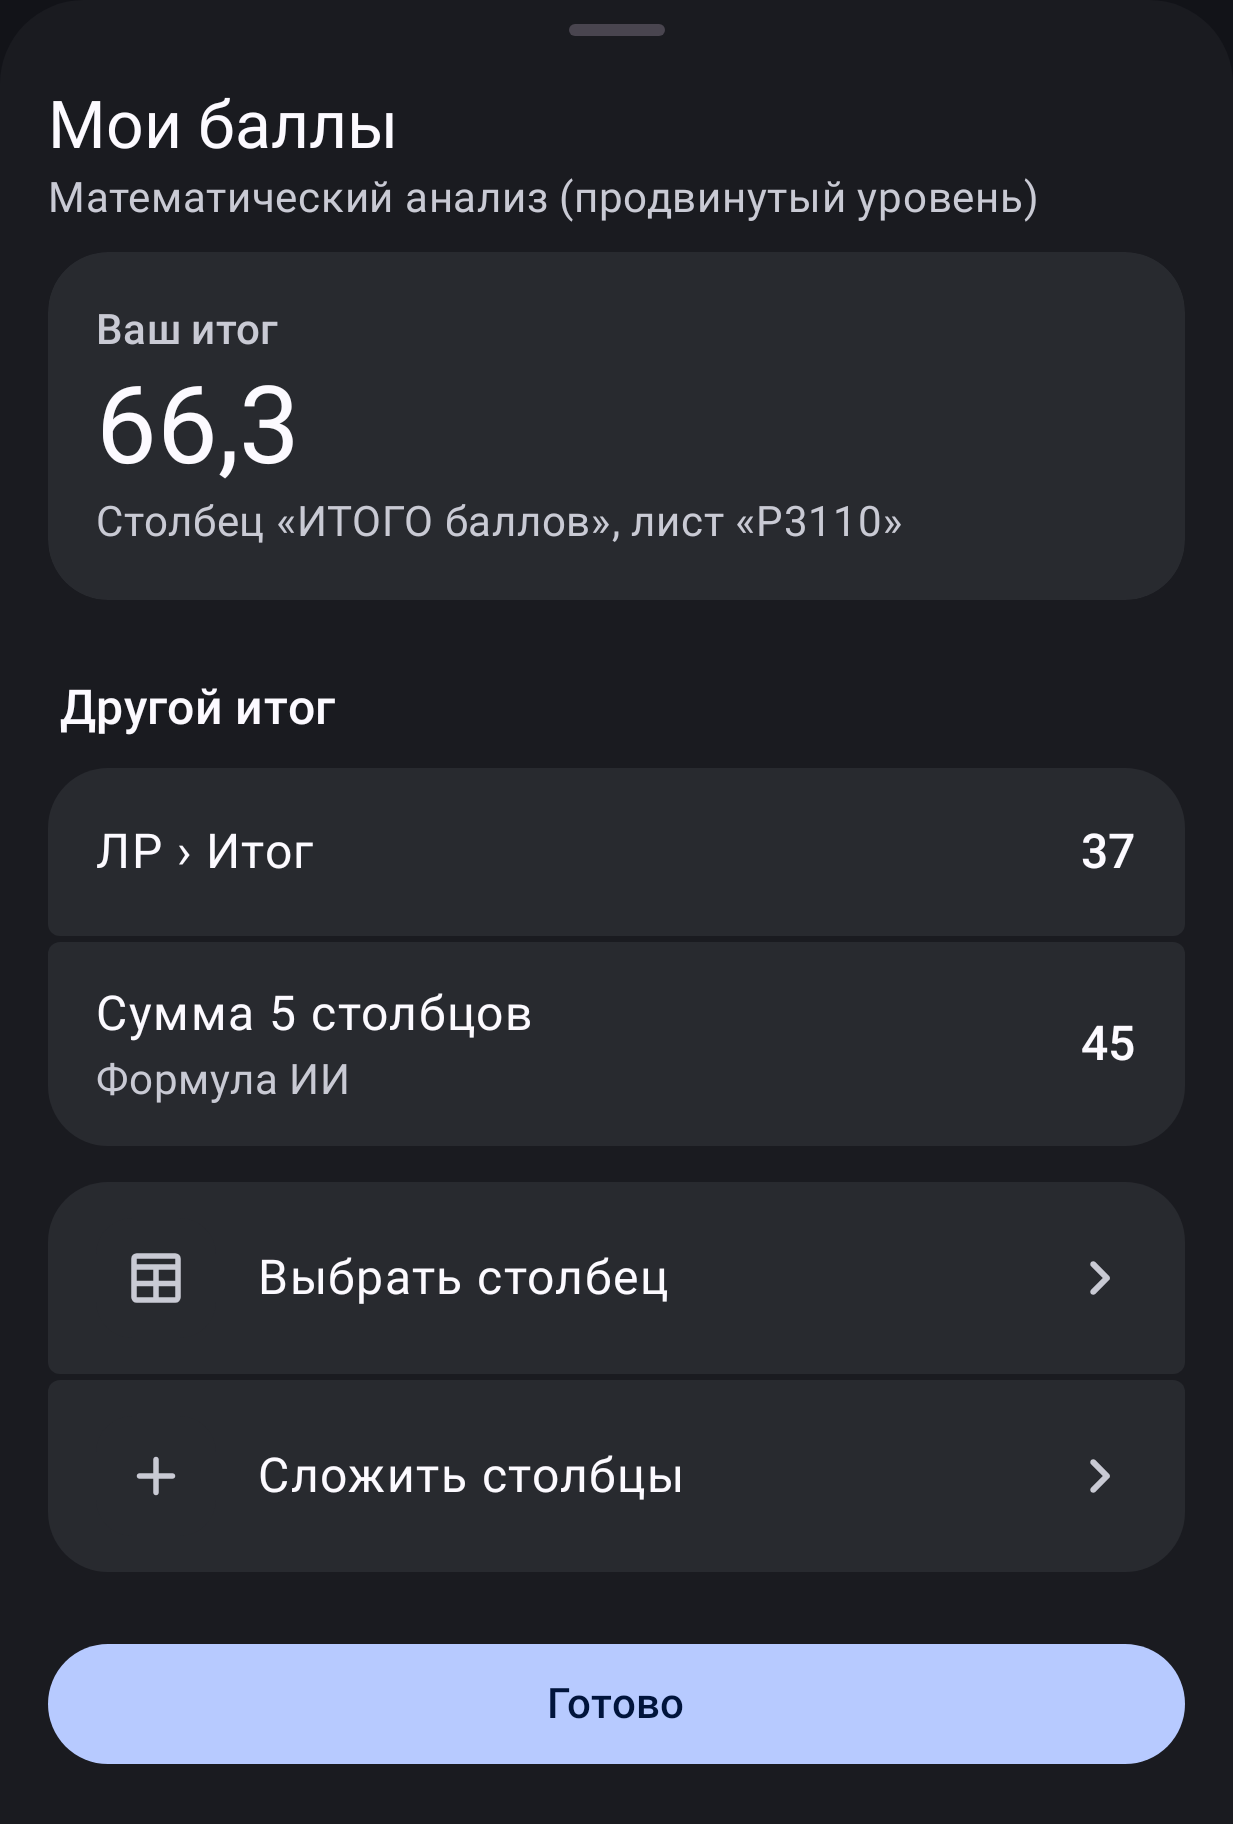 Мои баллы
Математический анализ (продвинутый уровень)
Ваш итог
66,3
Столбец «ИТОГО баллов», лист «P3110»
Другой итог
ЛР › Итог
37
Сумма 5 столбцов
Формула ИИ
45
Выбрать столбец
Сложить столбцы
Готово